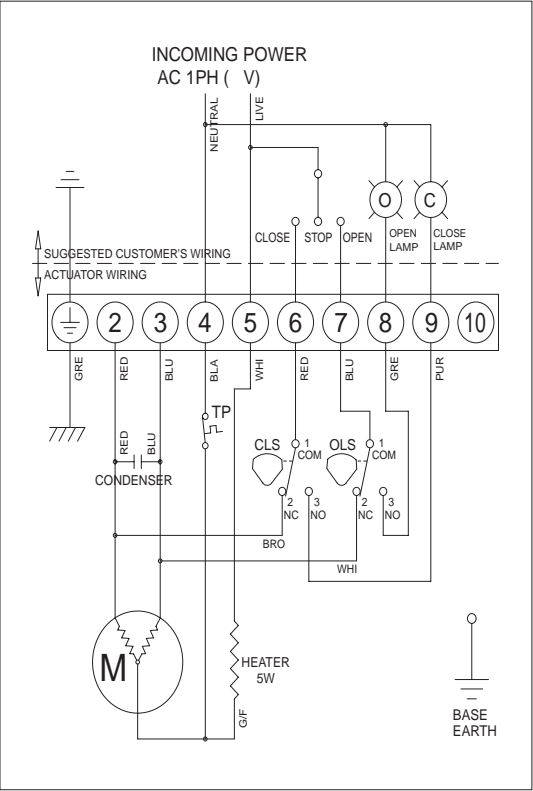 INCOMING POWER
AC 1PH (   V)
NEUTRAL
LIVE
O
C
CLOSE
STOP
OPEN
OPEN
LAMP
CLOSE
LAMP
SUGGESTED CUSTOMER'S WIRING
ACTUATOR WIRING
2
3
4
5
6
7
8
9
10
GRE
RED
BLU
BLA
WHI
RED
BLU
GRE
PUR
TP
RED
BLU
CONDENSER
CLS
1
COM
2
NC
3
NO
OLS
1
COM
2
NC
3
NO
BRO
WHI
M
HEATER
5W
G/F
BASE
EARTH